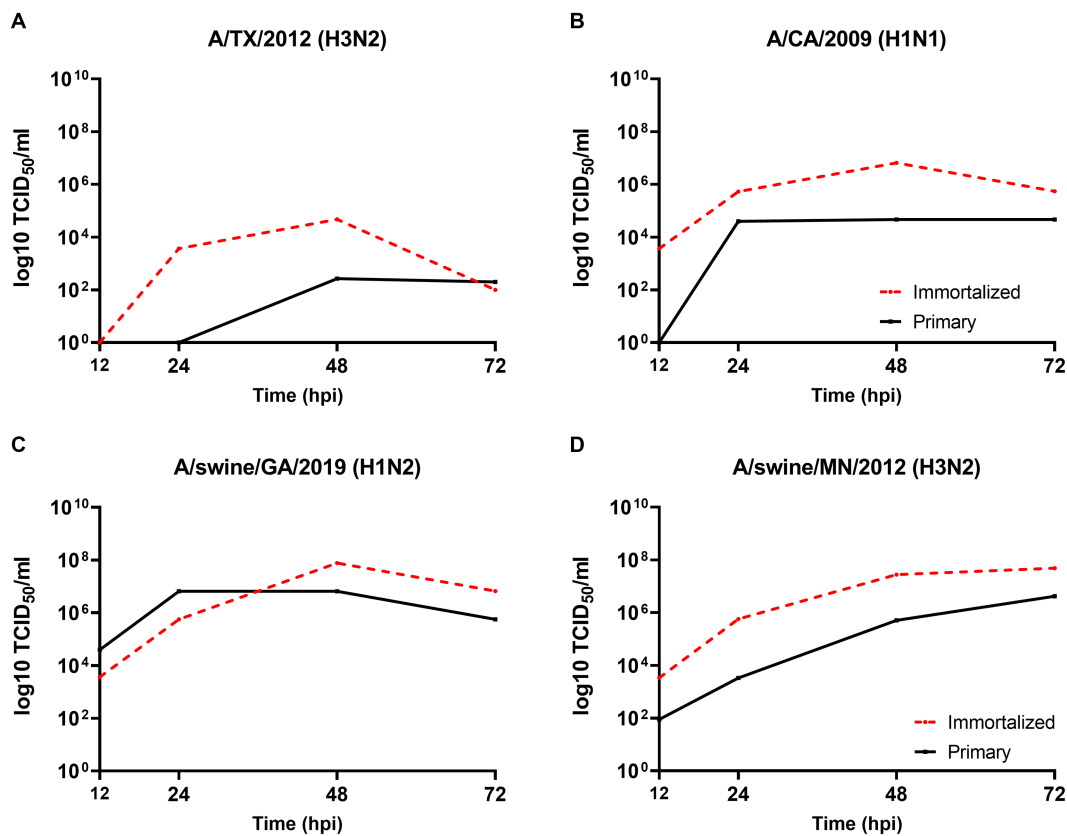 A
A/TX/2012 (H3N2)
log10 TCID50/ml
10^10
10^8
10^6
10^4
10^2
10^0
12 24 48 72
Time (hpi)
B
A/CA/2009 (H1N1)
log10 TCID50/ml
10^10
10^8
10^6
10^4
10^2
10^0
Immortalized
Primary
12 24 48 72
Time (hpi)
C
A/swine/GA/2019 (H1N2)
log10 TCID50/ml
10^10
10^8
10^6
10^4
10^2
10^0
12 24 48 72
Time (hpi)
D
A/swine/MN/2012 (H3N2)
log10 TCID50/ml
10^10
10^8
10^6
10^4
10^2
10^0
Immortalized
Primary
12 24 48 72
Time (hpi)